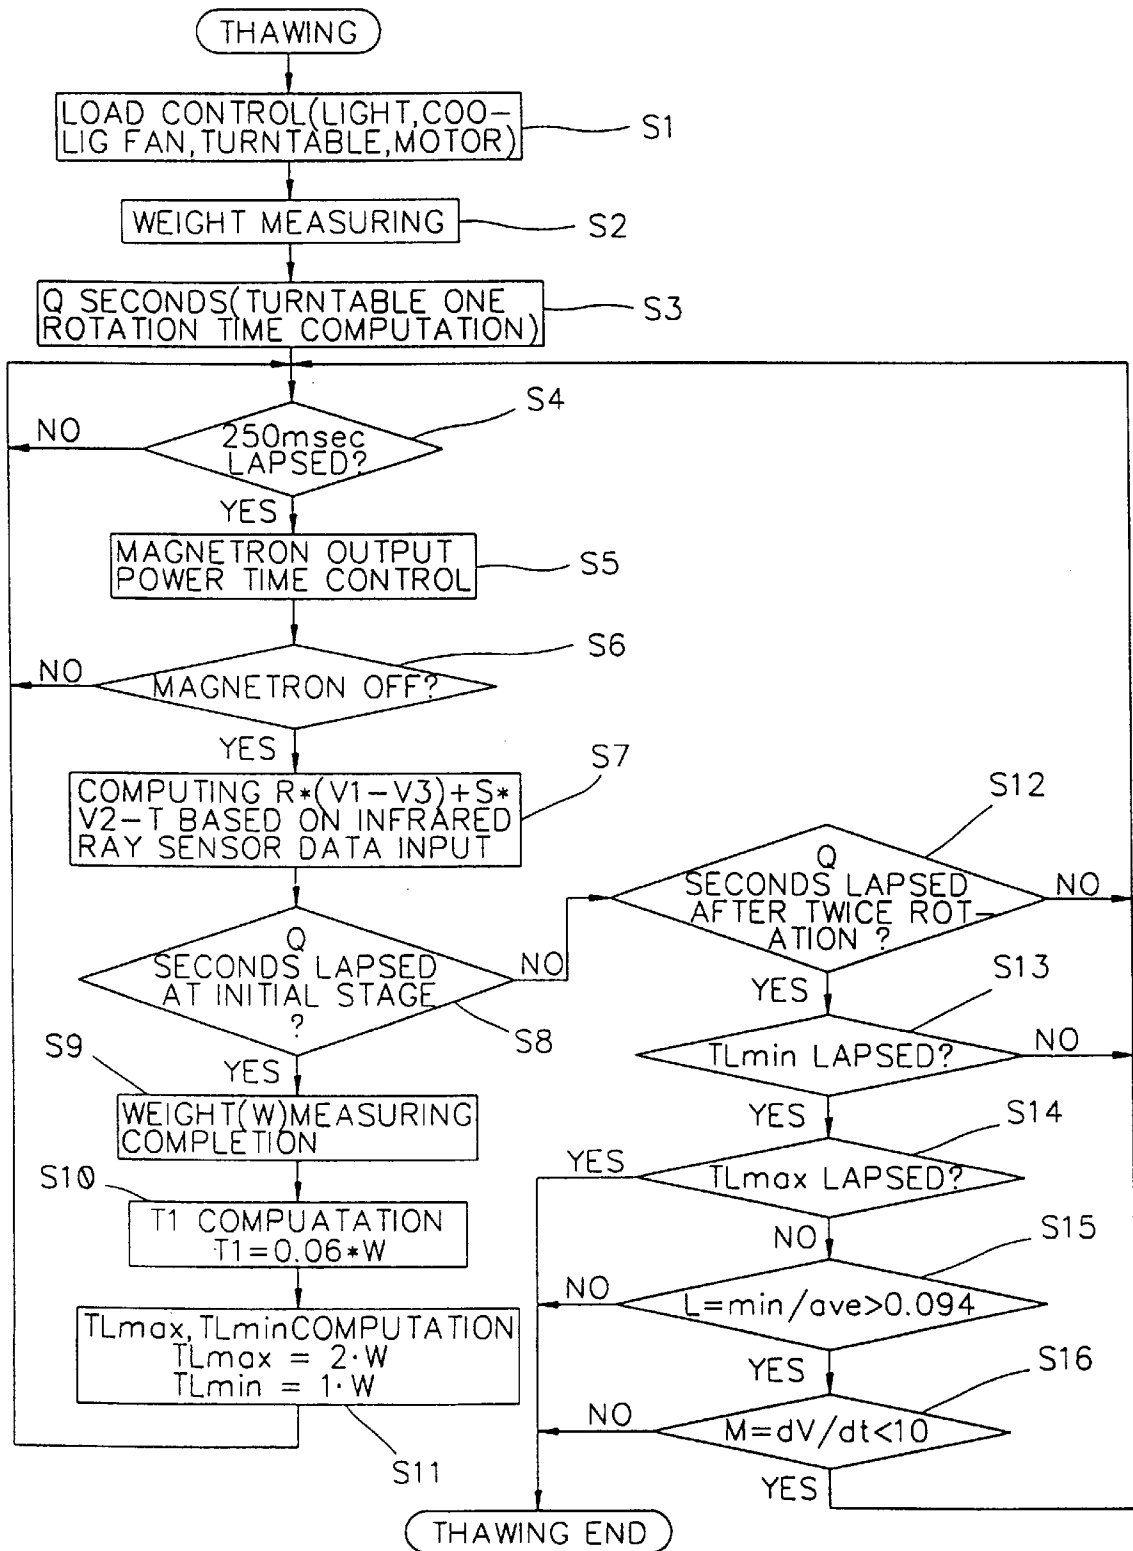 THAWING
LOAD CONTROL(LIGHT,COO-
LIG FAN,TURNTABLE,MOTOR)
S1
WEIGHT MEASURING
S2
Q SECONDS(TURNTABLE ONE
ROTATION TIME COMPUTATION)
S3
S4
NO
250msec
LAPSED?
YES
MAGNETRON OUTPUT
POWER TIME CONTROL
S5
S6
NO
MAGNETRON OFF?
YES
S7
COMPUTING R*(V1-V3)+S*
V2-T BASED ON INFRARED
RAY SENSOR DATA INPUT
Q
SECONDS LAPSED
AT INITIAL STAGE
?
NO
S8
YES
S9
WEIGHT(W)MEASURING
COMPLETION
S10
T1 COMPUATATION
T1=0.06*W
TLmax,TLminCOMPUTATION
TLmax = 2·W
TLmin = 1·W
S11
S12
Q
SECONDS LAPSED
AFTER TWICE ROT-
ATION ?
NO
YES
S13
TLmin LAPSED?
NO
YES
S14
YES
TLmax LAPSED?
NO
S15
NO
L=min/ave>0.094
YES
S16
NO
M=dV/dt<10
YES
THAWING END